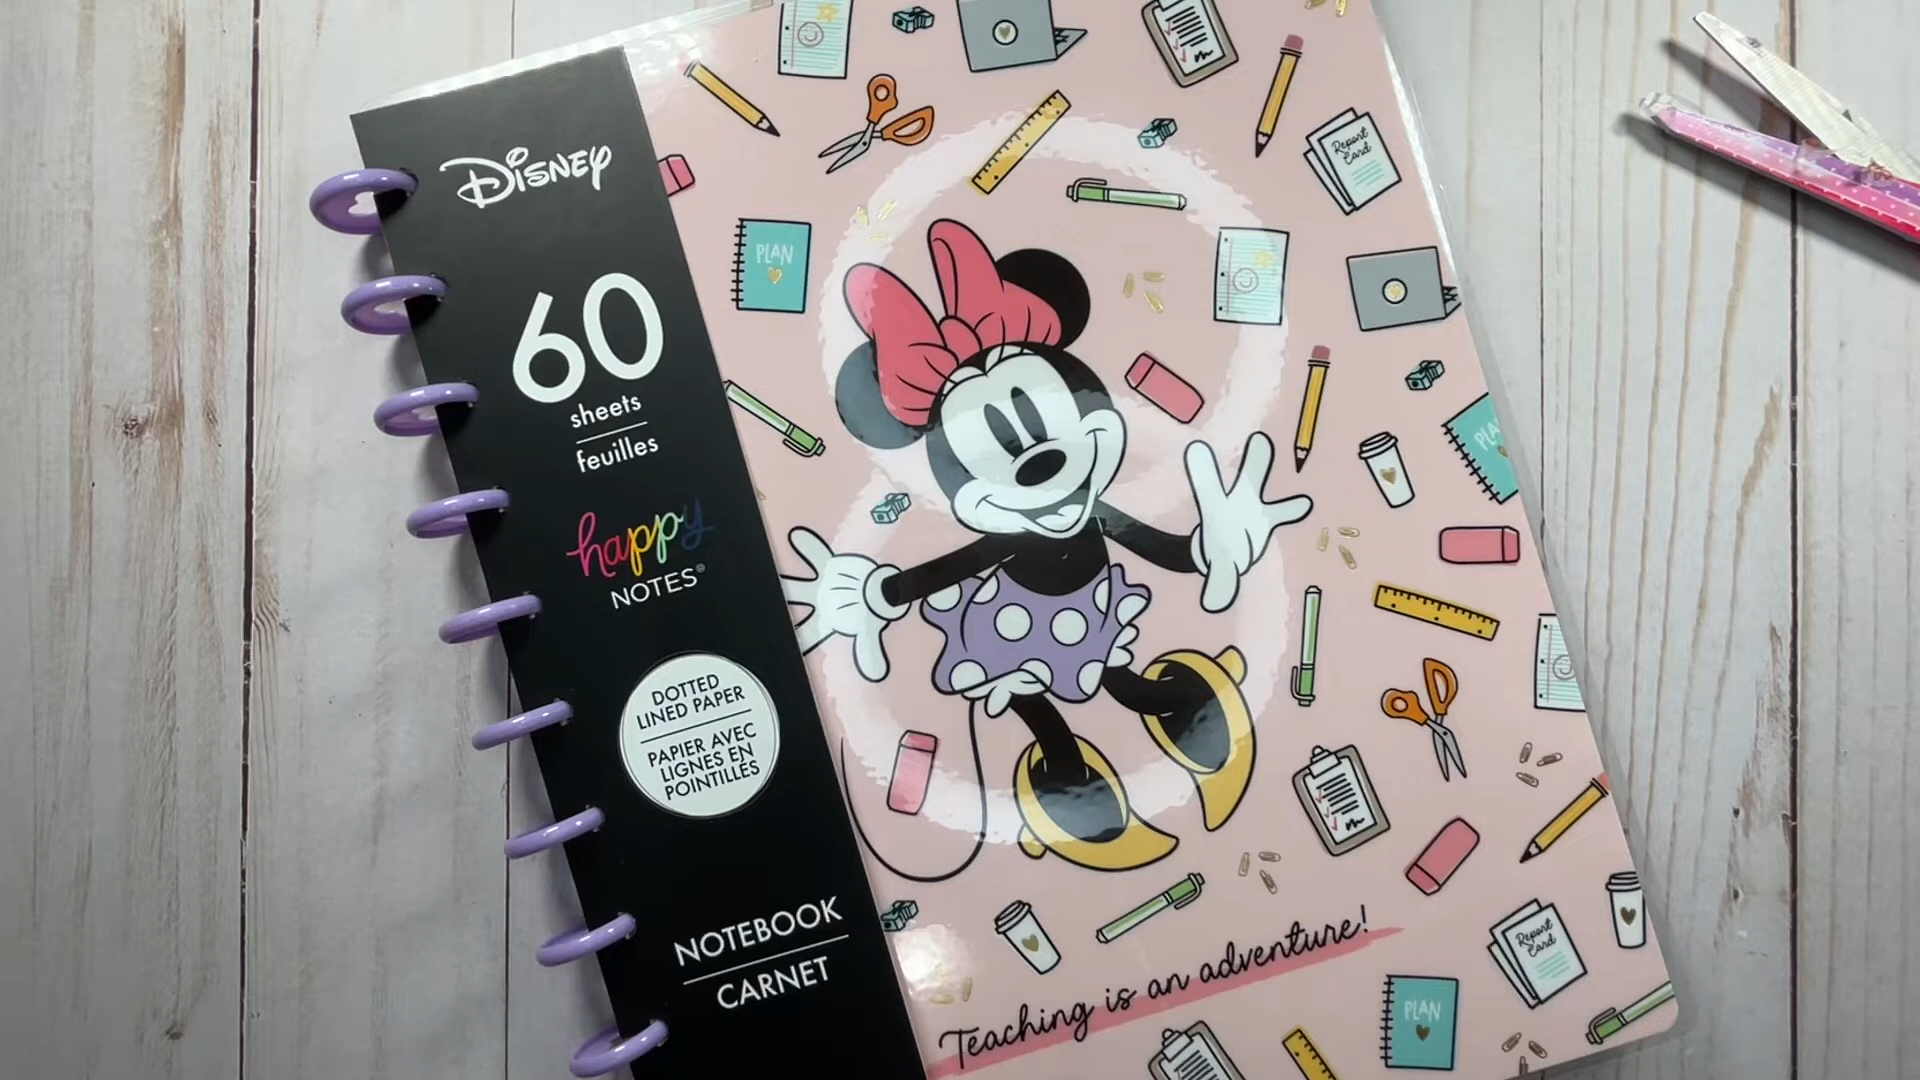 Disney
60
sheets
feuilles
happy
NOTES®
DOTTED
LINED PAPER
PAPIER AVEC
LIGNES EN
POINTILLÉS
NOTEBOOK
CARNET
Report
Card
PLAN
PLA
Report
Card
PLAN
Teaching is an adventure!